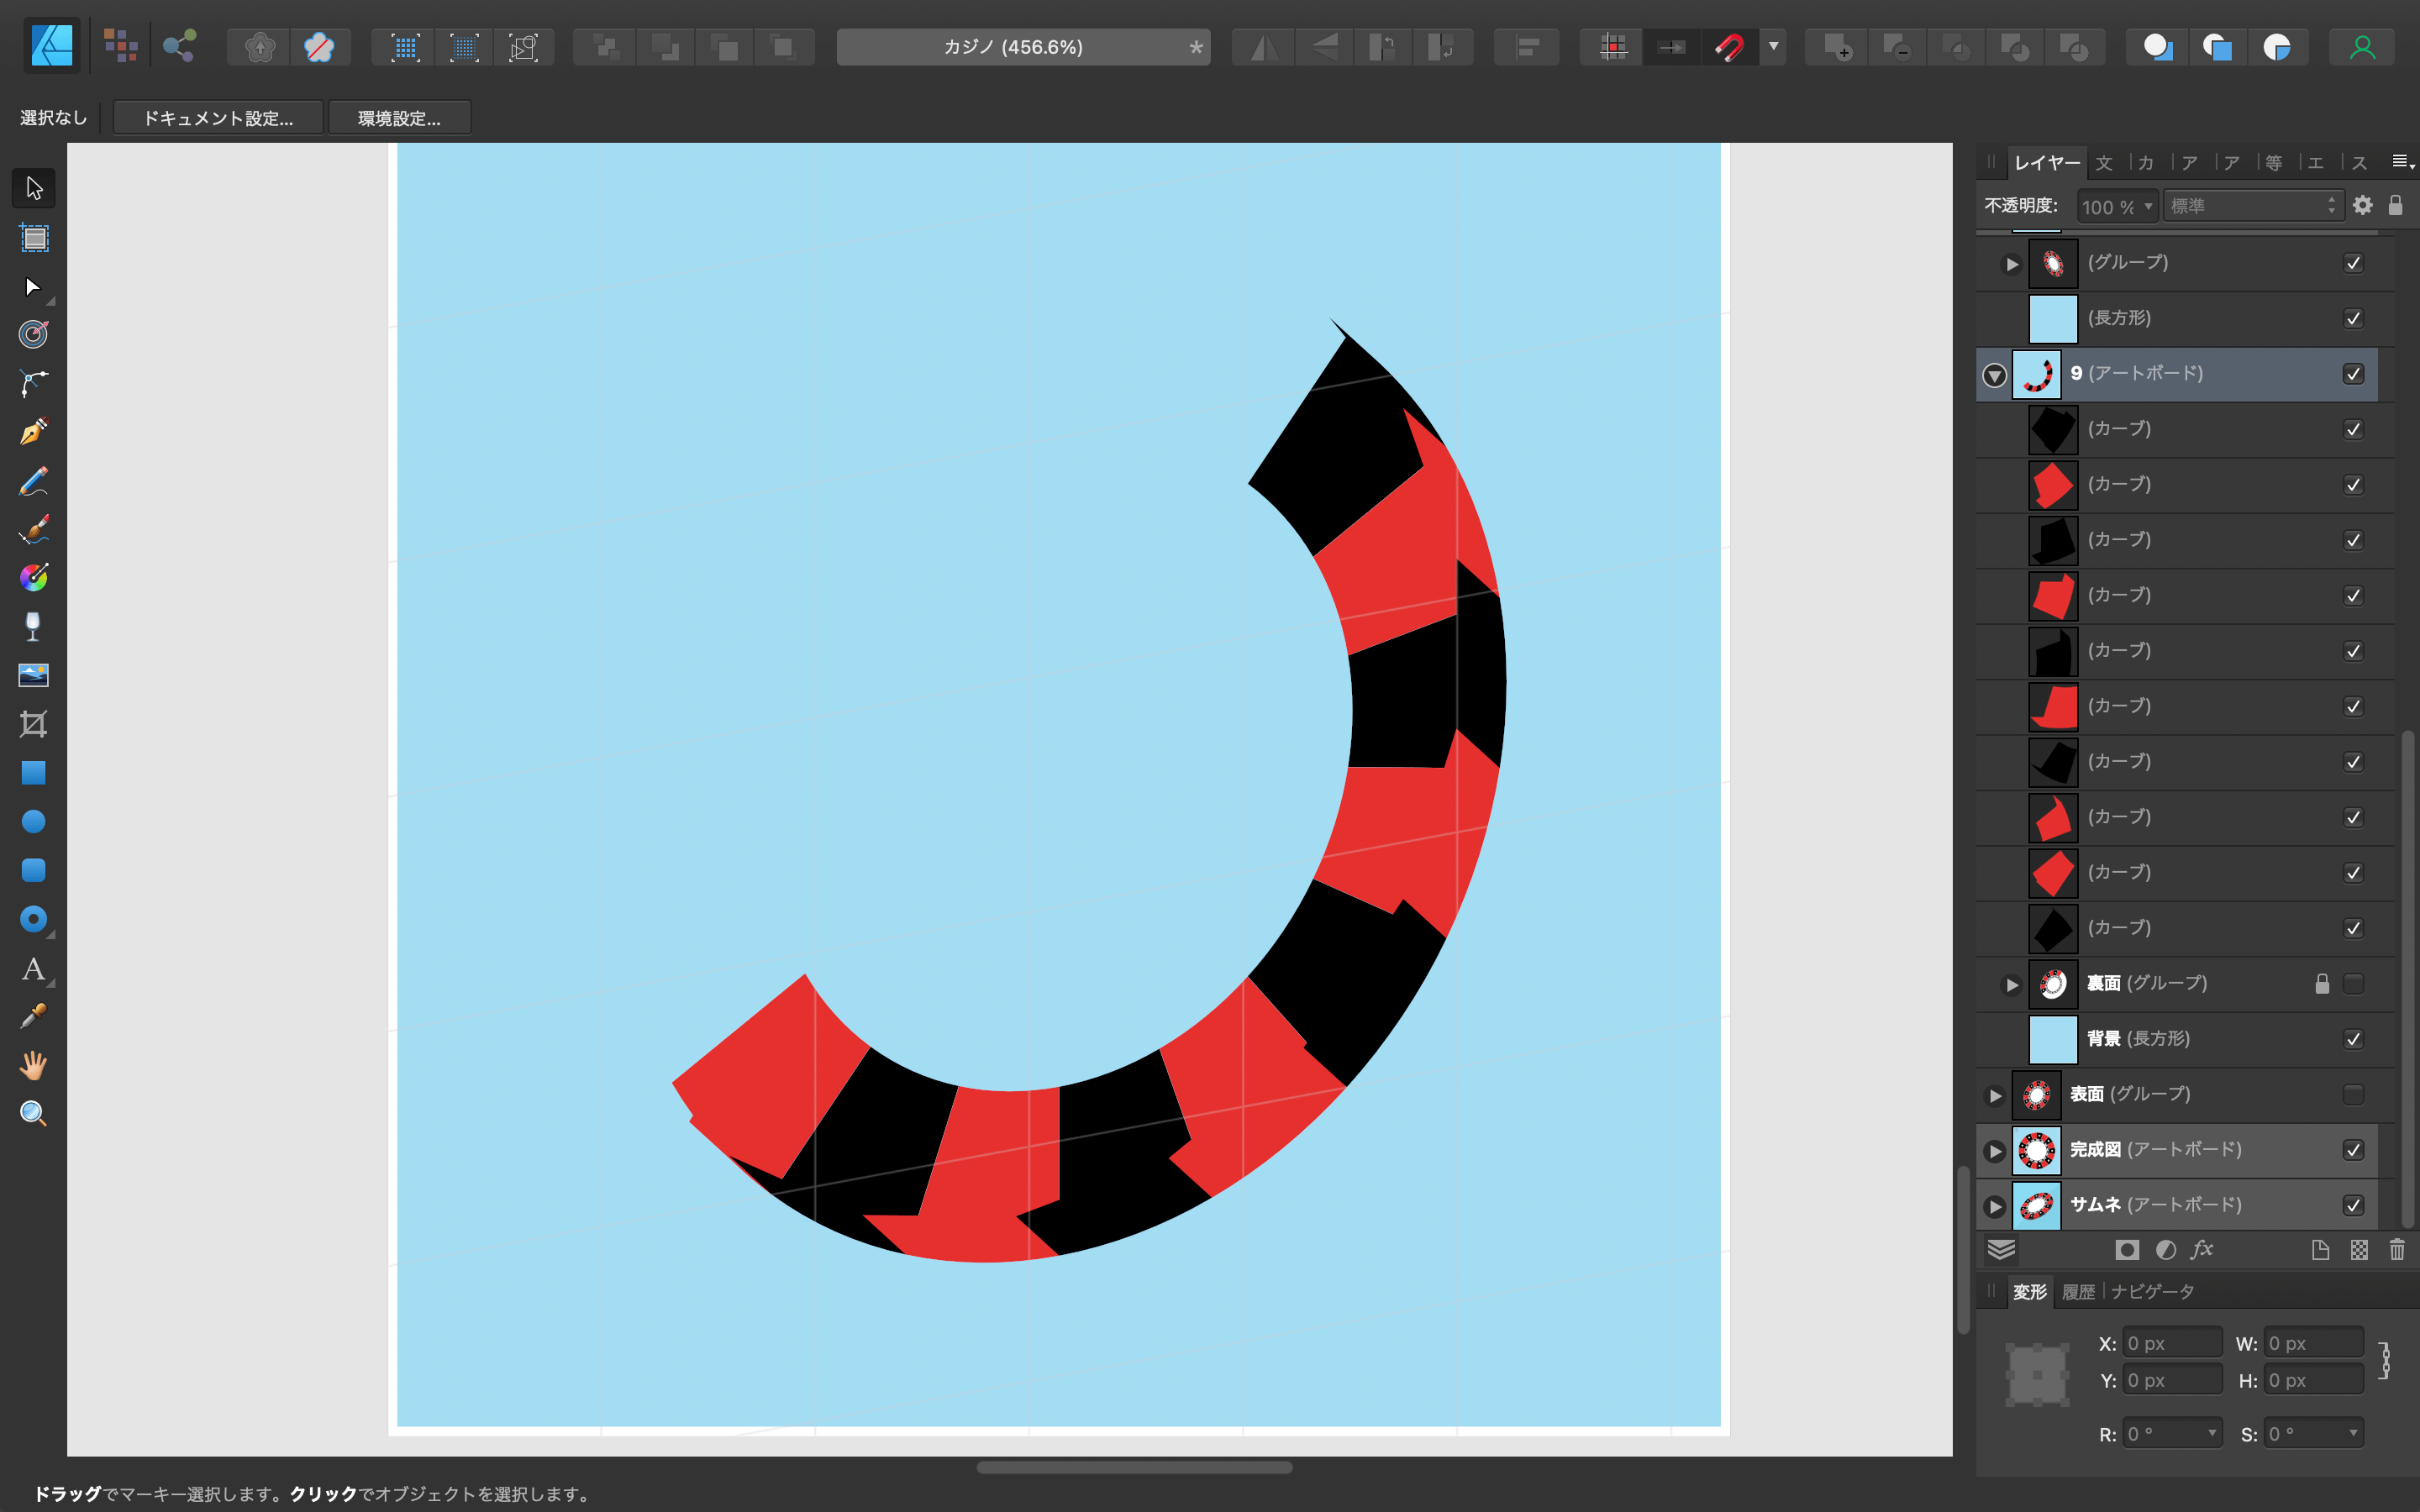 カジノ (456.6%)
*
選択なし
ドキュメント設定...
環境設定...
レイヤー 文 カ ア ア 等 エ ス
不透明度: 100 % 標準
(グループ)
(長方形)
9 (アートボード)
(カーブ)
(カーブ)
(カーブ)
(カーブ)
(カーブ)
(カーブ)
(カーブ)
(カーブ)
(カーブ)
(カーブ)
裏面 (グループ)
背景 (長方形)
表面 (グループ)
完成図 (アートボード)
サムネ (アートボード)
fx
変形 履歴 ナビゲータ
X: 0 px W: 0 px
Y: 0 px H: 0 px
R: 0 ° S: 0 °
A
ドラッグでマーキー選択します。クリックでオブジェクトを選択します。